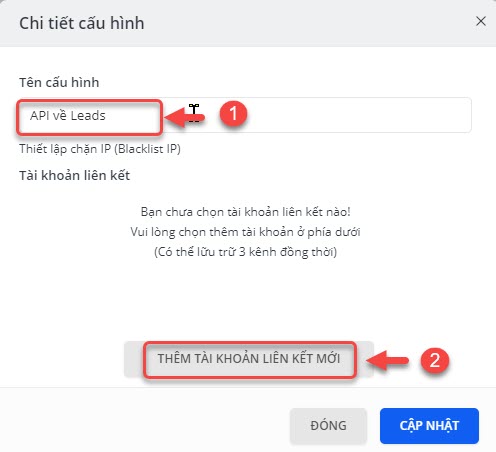 Chi tiết cấu hình
Tên cấu hình
API về Leads
1
Thiết lập chặn IP (Blacklist IP)
Tài khoản liên kết
Bạn chưa chọn tài khoản liên kết nào!
Vui lòng chọn thêm tài khoản ở phía dưới
(Có thể lữu trữ 3 kênh đồng thời)
THÊM TÀI KHOẢN LIÊN KẾT MỚI
2
ĐÓNG
CẬP NHẬT